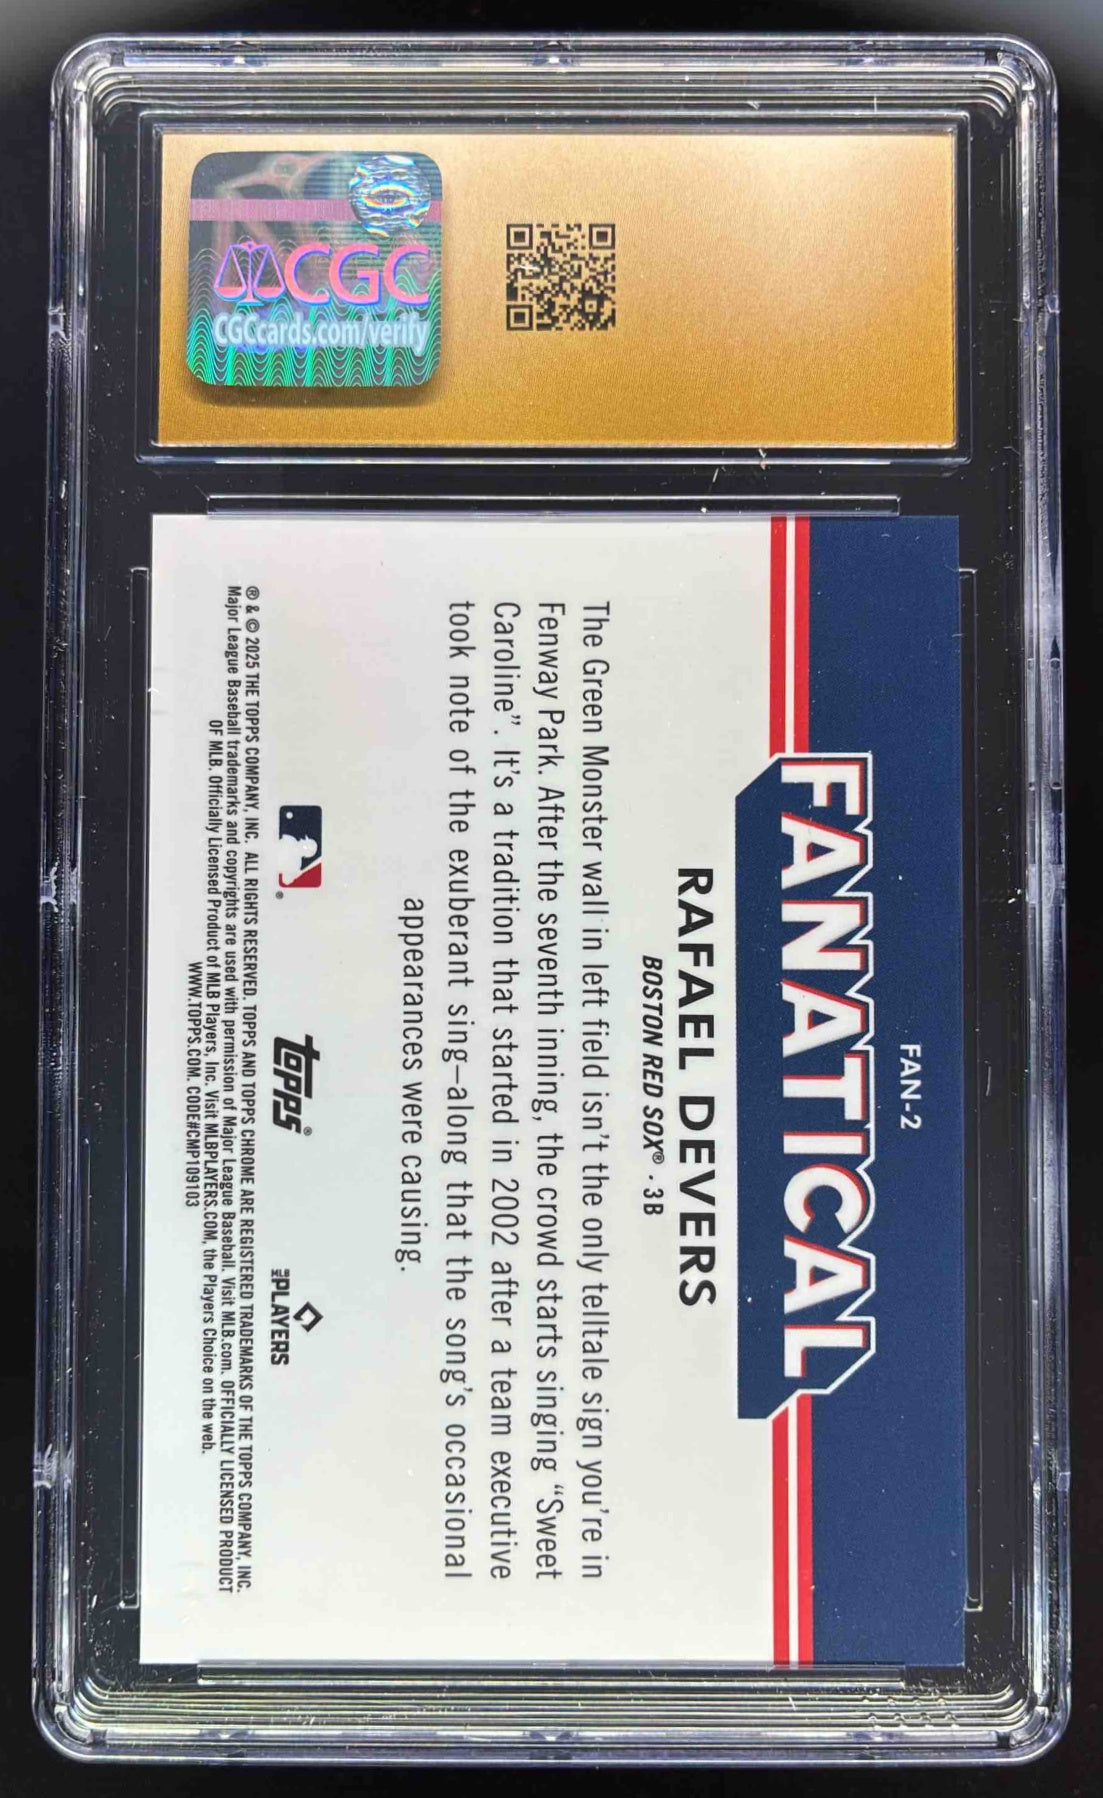 CGC
CGCcards.com/verify
FAN-2
FANATICAL
RAFAEL DEVERS
BOSTON RED SOX® • 3B
The Green Monster wall in left field isn't the only telltale sign you're in
Fenway Park. After the seventh inning, the crowd starts singing “Sweet
Caroline”. It's a tradition that started in 2002 after a team executive
took note of the exuberant sing–along that the song's occasional
appearances were causing.
®
topps®
MLB PLAYERS
® & © 2025 THE TOPPS COMPANY, INC. ALL RIGHTS RESERVED. TOPPS AND TOPPS CHROME ARE REGISTERED TRADEMARKS OF THE TOPPS COMPANY, INC.
Major League Baseball trademarks and copyrights are used with permission of Major League Baseball. Visit MLB.com. OFFICIALLY LICENSED PRODUCT
OF MLB. Officially Licensed Product of MLB Players, Inc. Visit MLBPLAYERS.COM, the Players Choice on the web.
WWW.TOPPS.COM. CODE#CMP109103